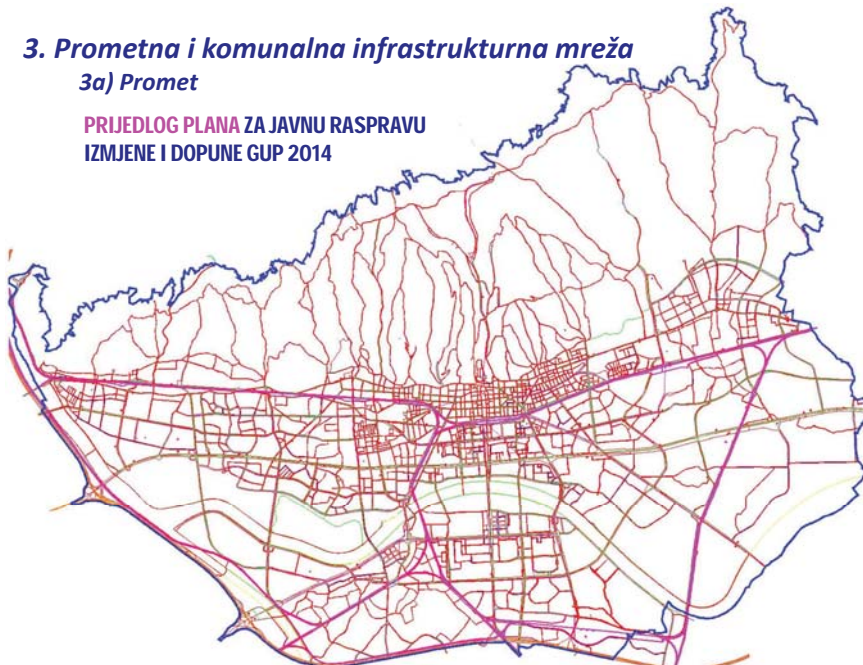 3. Prometna i komunalna infrastrukturna mreža
3a) Promet
PRIJEDLOG PLANA ZA JAVNU RASPRAVU
IZMJENE I DOPUNE GUP 2014